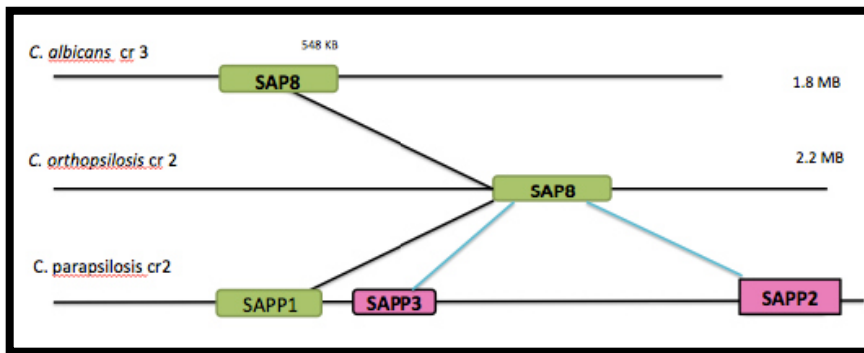 C. albicans cr 3
548 KB
SAP8
1.8 MB
C. orthopsilosis cr 2
2.2 MB
SAP8
C. parapsilosis cr2
SAPP1
SAPP3
SAPP2